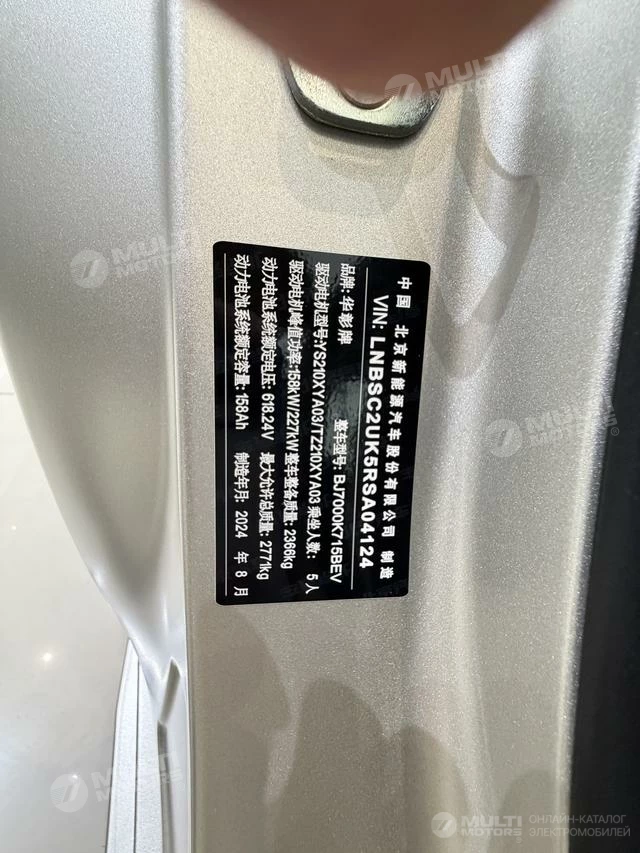 中国 北京新能源汽车股份有限公司 制造
VIN: LNBSC2UK5RSA04124
品牌: 华彰牌 整车型号: BJ7000K715BEV
驱动电机型号:YS210XYA03/TZ210XYA03 乘坐人数: 5人
驱动电机峰值功率:158kW/227kW 整车整备质量: 2366kg
动力电池系统额定电压: 618.24V 最大允许总质量: 2771kg
动力电池系统额定容量: 158Ah 制造年月: 2024 年 8 月
MULTI MOTORS
MULTI MOTORS
MULTI MOTORS
MULTI MOTORS
MULTI MOTORS
MULTI MOTORS
ОНЛАЙН-КАТАЛОГ
ЭЛЕКТРОМОБИЛЕЙ